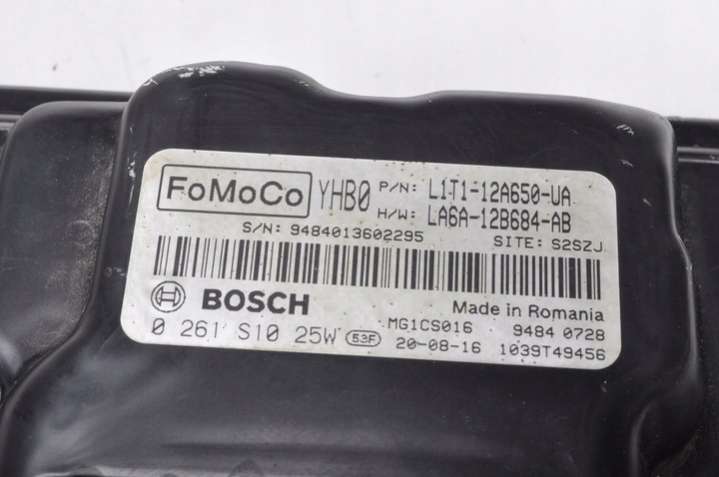 FoMoCo YHB0 P/N: L1T1-12A650-UA
H/W: LA6A-12B684-AB
S/N: 9484013602295 SITE: S2SZJ
BOSCH Made in Romania
0 261 S10 25W 53F MG1CS016 9484 0728
20-08-16 1039T49456